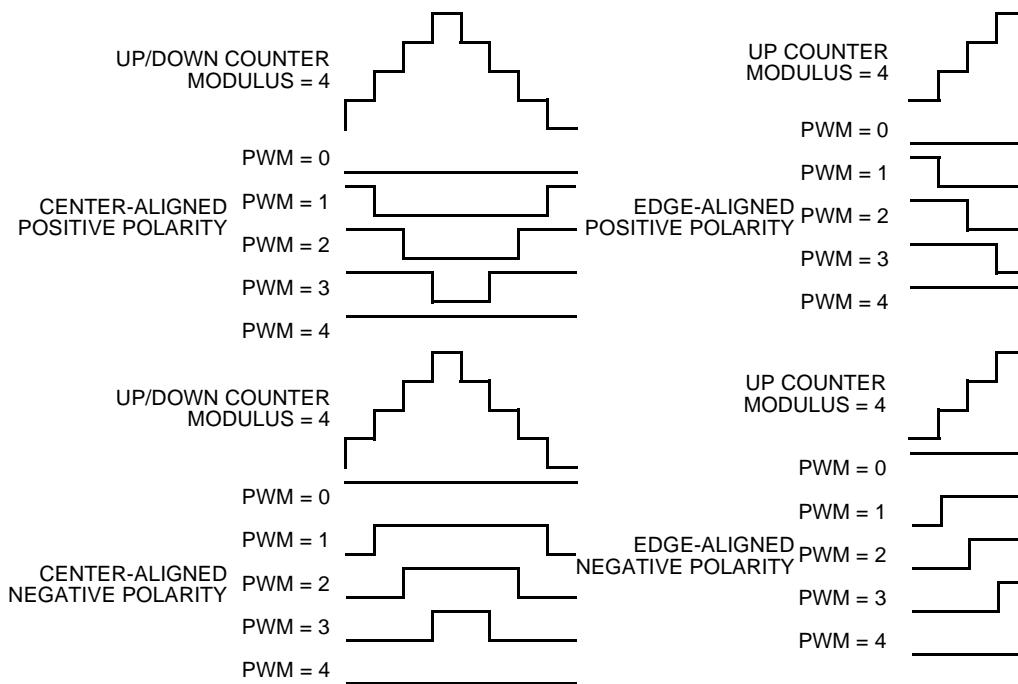 UP/DOWN COUNTER
MODULUS = 4
PWM = 0
CENTER-ALIGNED
POSITIVE POLARITY
PWM = 1
PWM = 2
PWM = 3
PWM = 4
UP COUNTER
MODULUS = 4
PWM = 0
PWM = 1
EDGE-ALIGNED
POSITIVE POLARITY
PWM = 2
PWM = 3
PWM = 4
UP/DOWN COUNTER
MODULUS = 4
PWM = 0
PWM = 1
CENTER-ALIGNED
NEGATIVE POLARITY
PWM = 2
PWM = 3
PWM = 4
UP COUNTER
MODULUS = 4
PWM = 0
PWM = 1
EDGE-ALIGNED
NEGATIVE POLARITY
PWM = 2
PWM = 3
PWM = 4